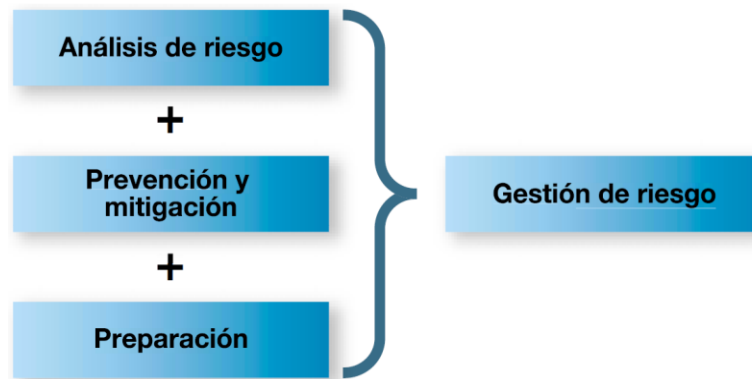 Análisis de riesgo
+
Prevención y
mitigación
+
Preparación
Gestión de riesgo